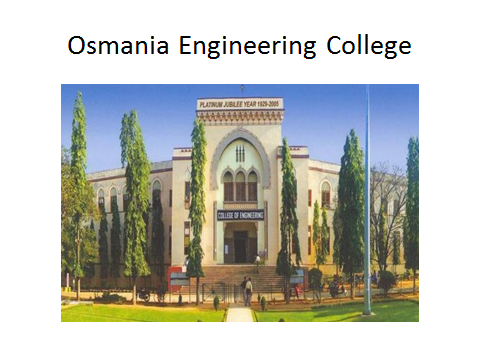 Osmania Engineering College
PLATINUM JUBILEE YEAR 1929-2005
COLLEGE OF ENGINEERING